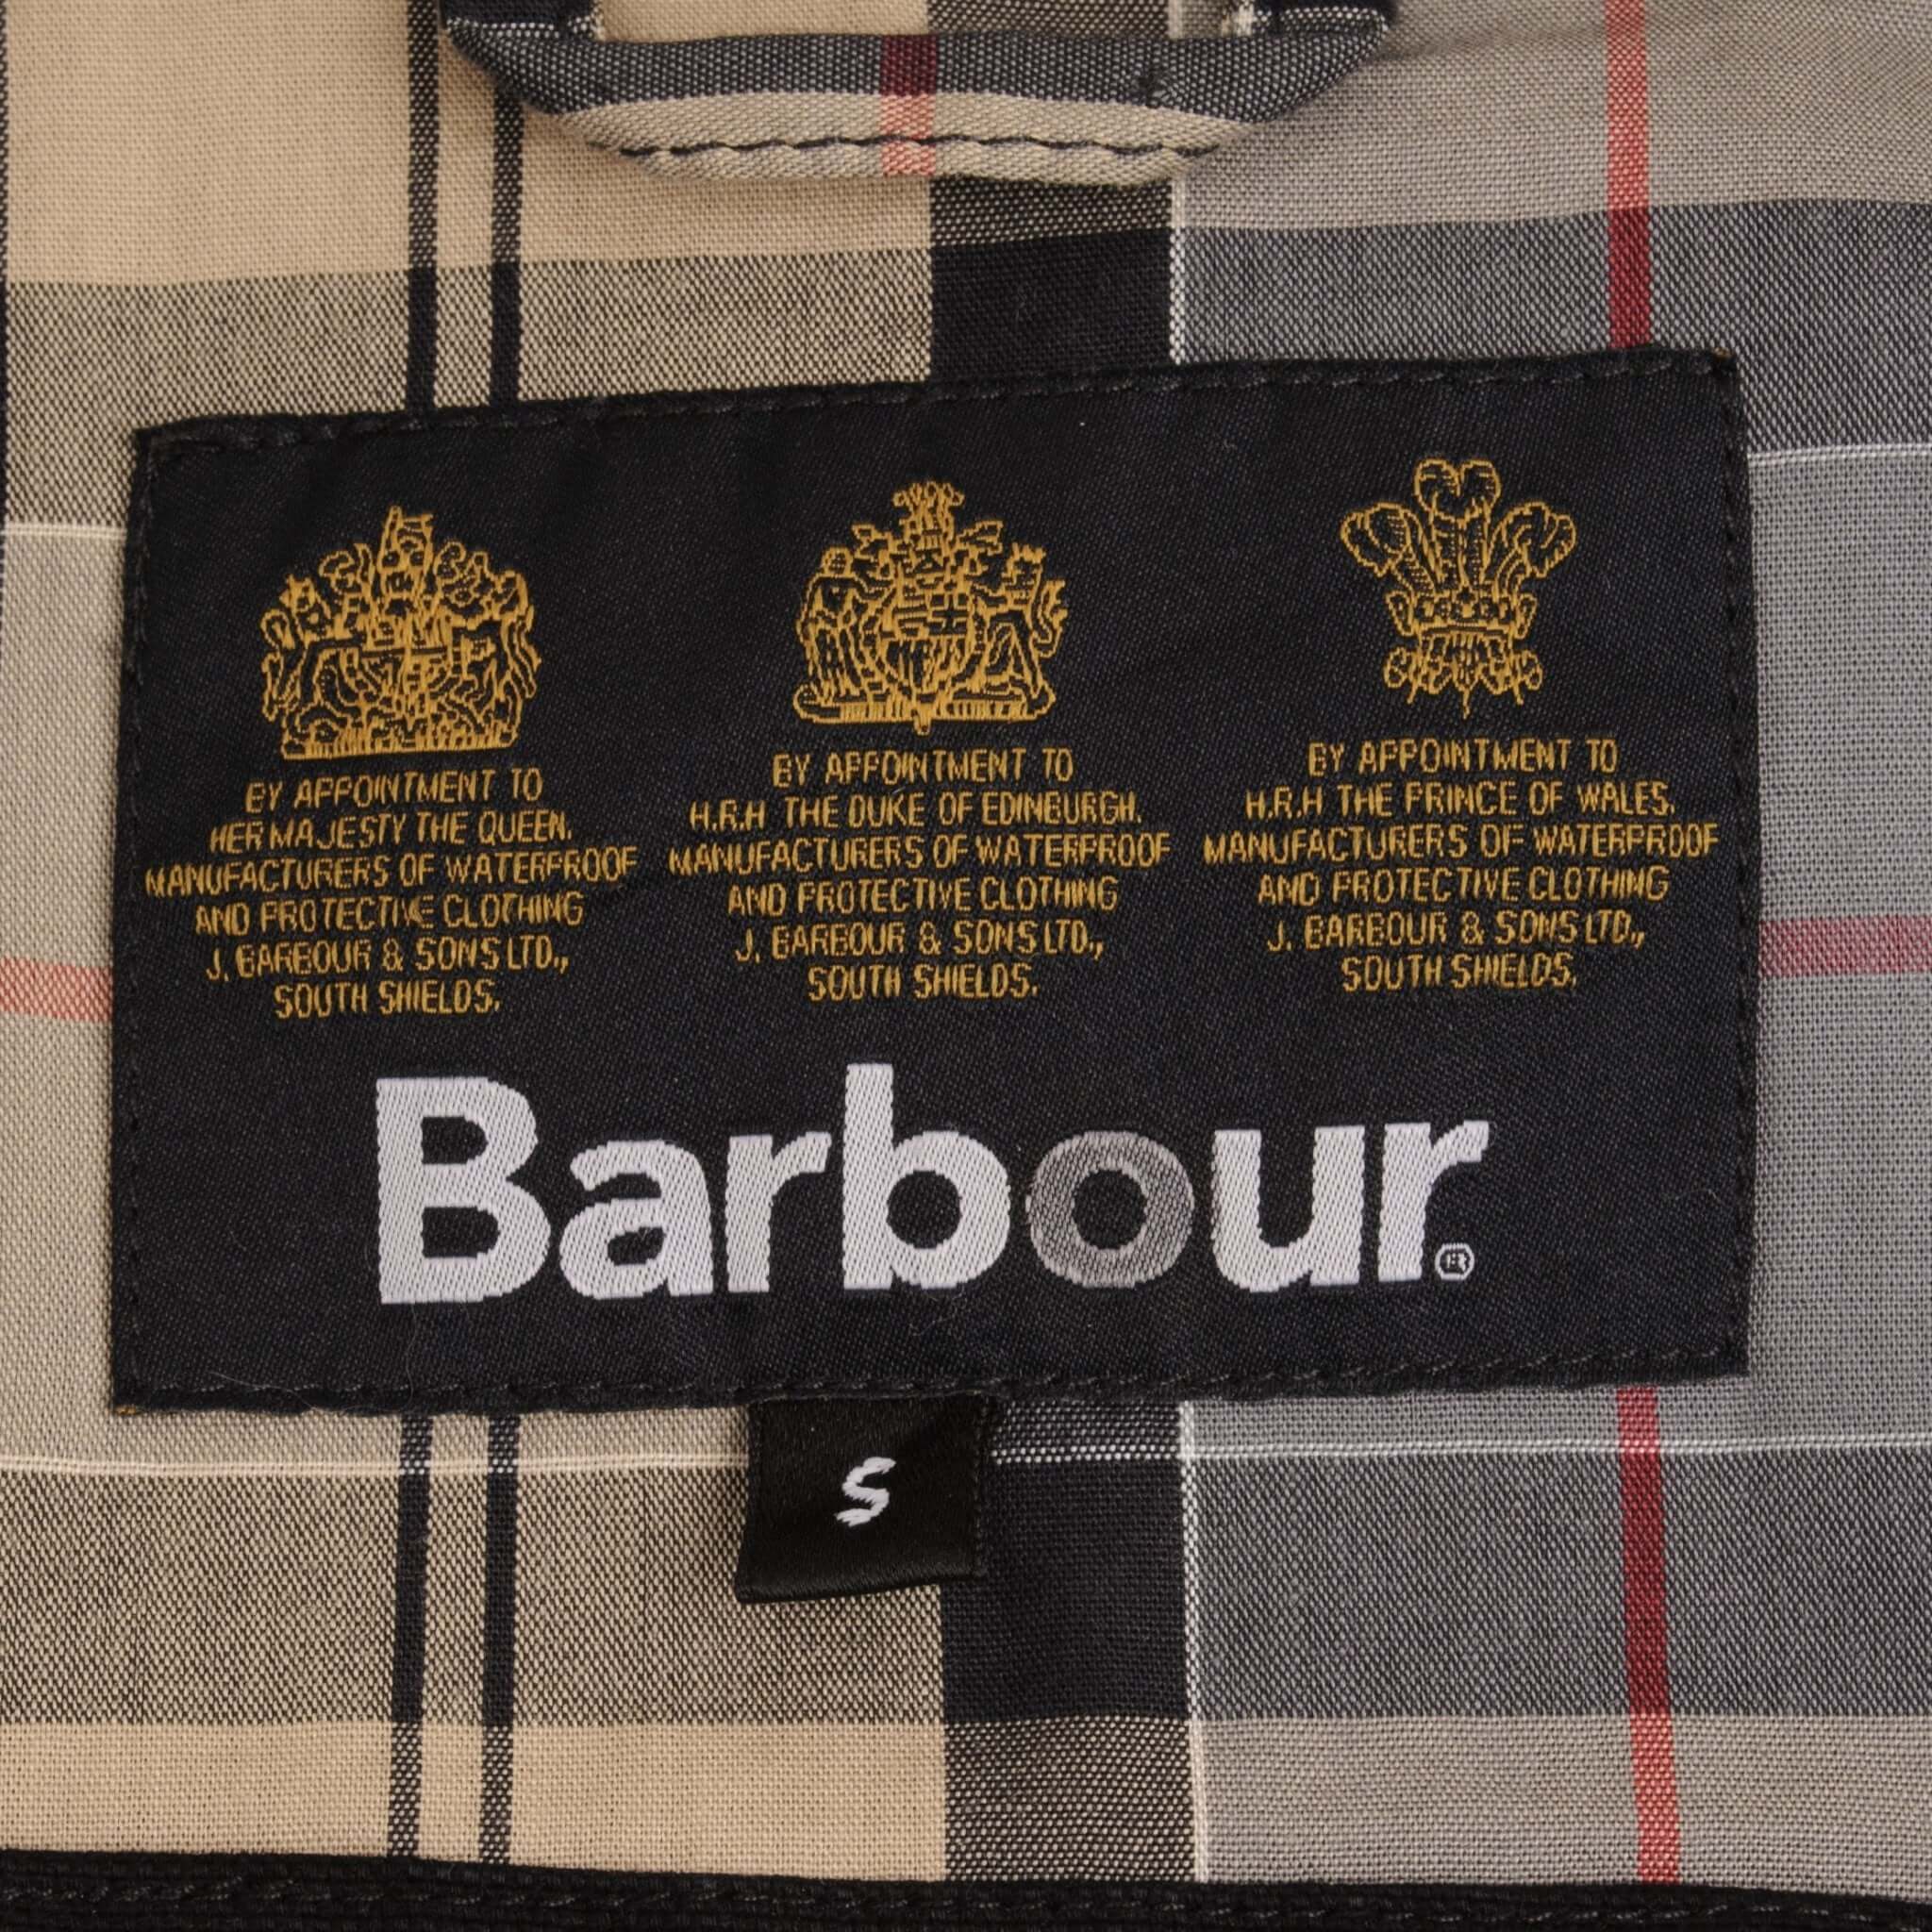 BY APPOINTMENT TO
HER MAJESTY THE QUEEN.
MANUFACTURERS OF WATERPROOF
AND PROTECTIVE CLOTHING
J. BARBOUR & SONS LTD.,
SOUTH SHIELDS.
BY APPOINTMENT TO
H.R.H THE DUKE OF EDINBURGH.
MANUFACTURERS OF WATERPROOF
AND PROTECTIVE CLOTHING
J. BARBOUR & SONS LTD.,
SOUTH SHIELDS.
BY APPOINTMENT TO
H.R.H THE PRINCE OF WALES.
MANUFACTURERS OF WATERPROOF
AND PROTECTIVE CLOTHING
J. BARBOUR & SONS LTD.,
SOUTH SHIELDS.
Barbour®
S